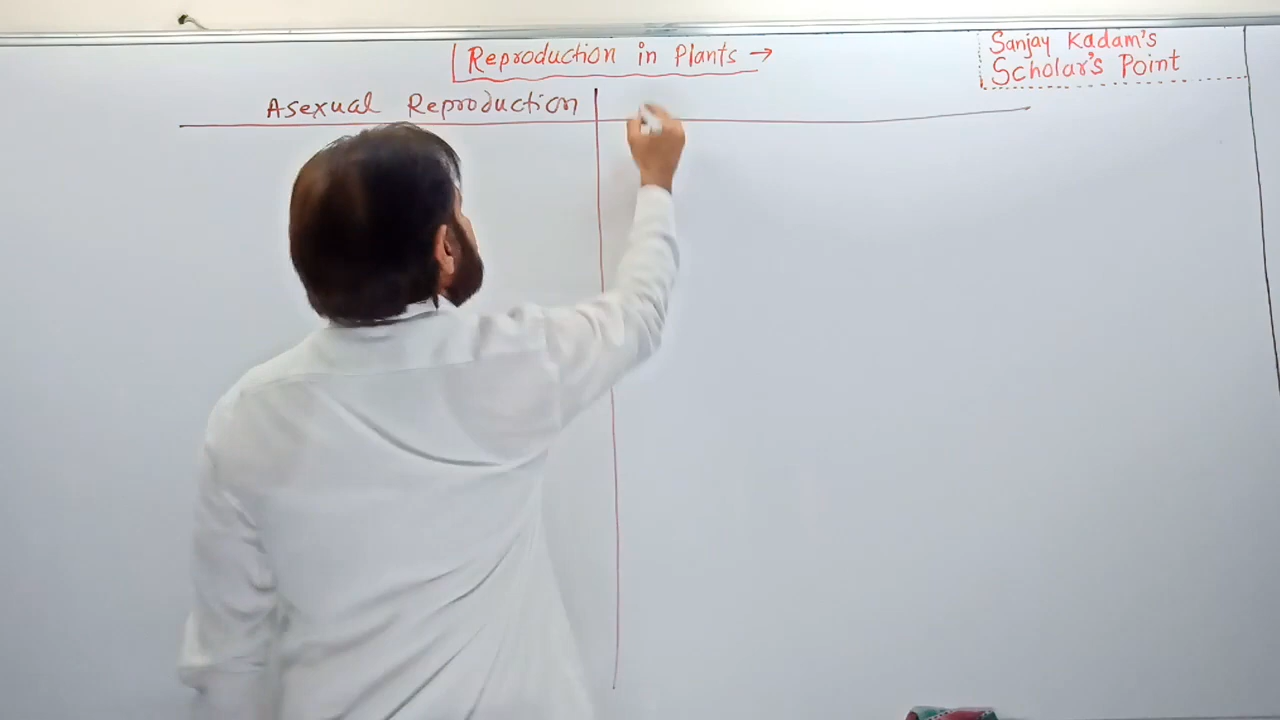 Reproduction in Plants →
Sanjay Kadam's
Scholar's Point
Asexual Reproduction